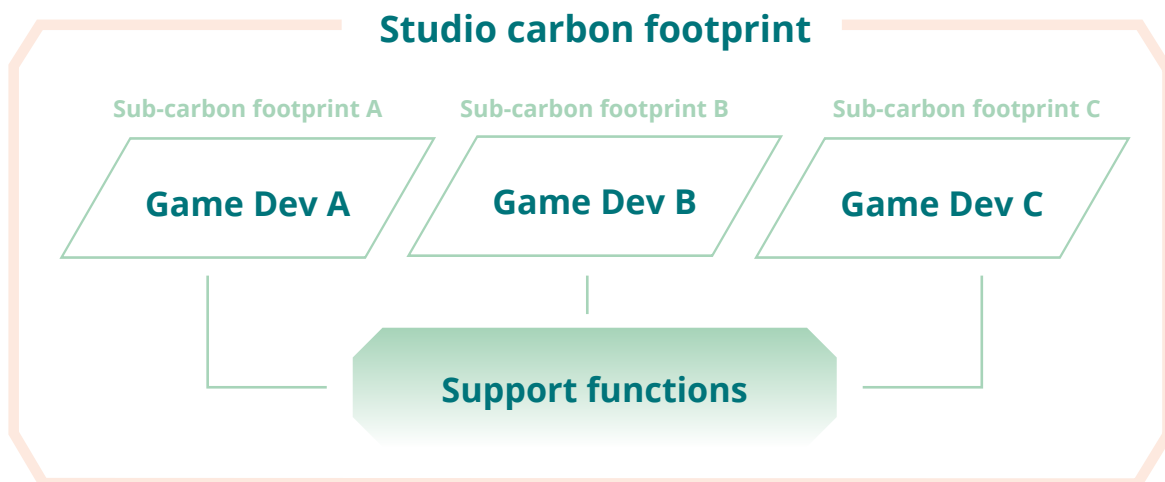 Studio carbon footprint
Sub-carbon footprint A
Sub-carbon footprint B
Sub-carbon footprint C
Game Dev A
Game Dev B
Game Dev C
Support functions